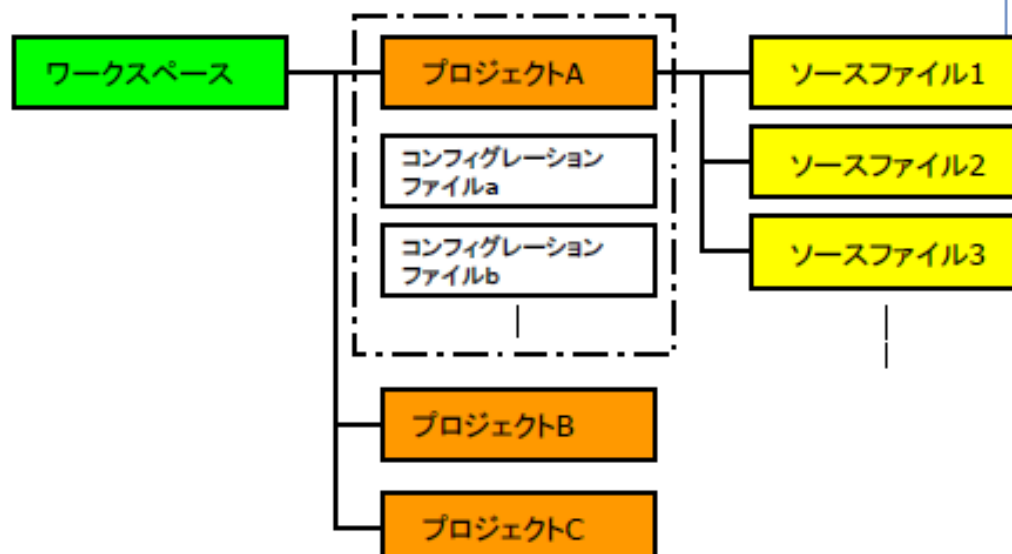 ワークスペース
プロジェクトA
ソースファイル1
コンフィグレーション
ファイルa
ソースファイル2
コンフィグレーション
ファイルb
ソースファイル3
プロジェクトB
プロジェクトC